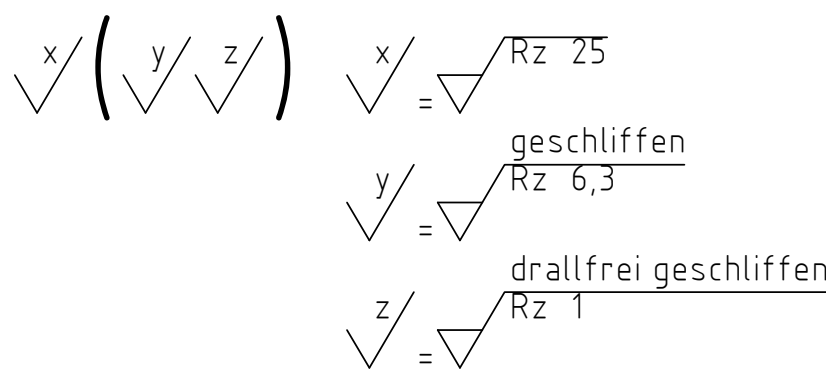 x ( y z ) x = Rz 25
geschliffen
y = Rz 6,3
drallfrei geschliffen
z = Rz 1